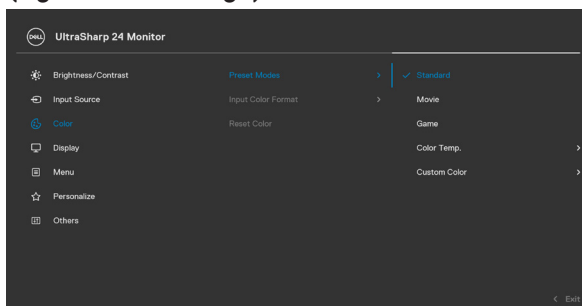 DELL UltraSharp 24 Monitor
Brightness/Contrast Preset Modes > ✓ Standard
Input Source Input Color Format > Movie
Color Reset Color Game
Display Color Temp. >
Menu Custom Color >
Personalize
Others
< Exit